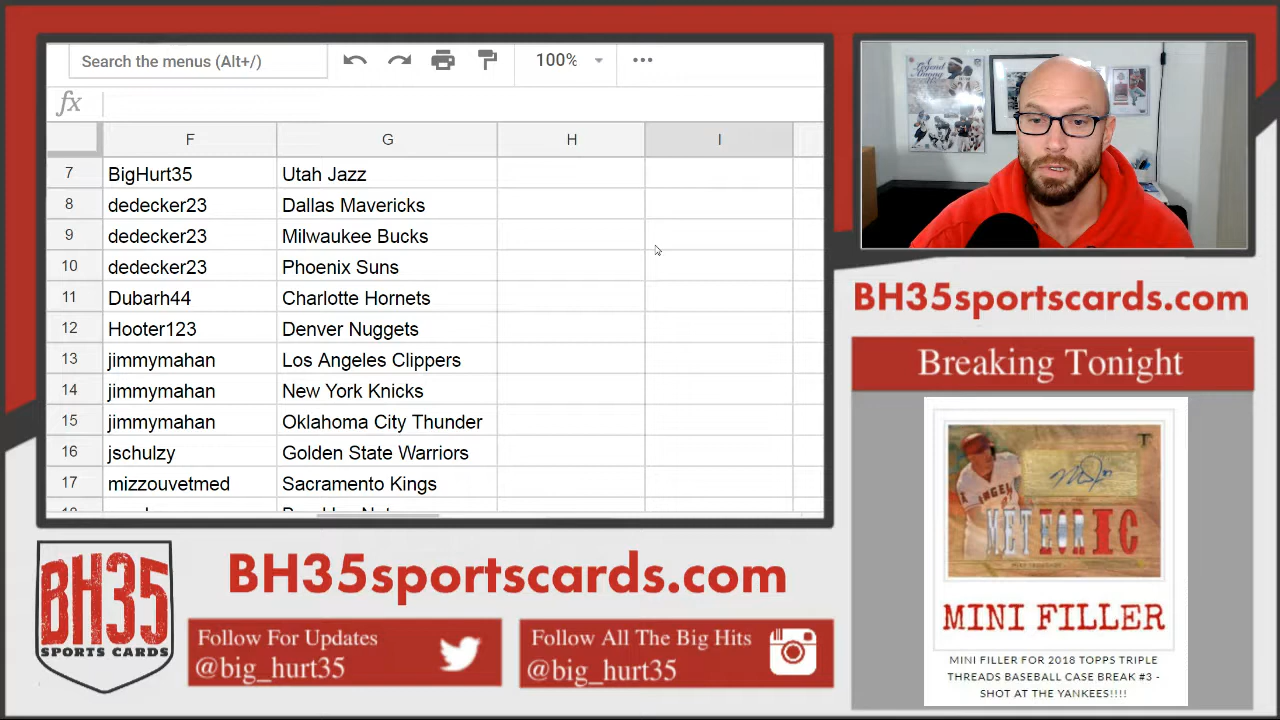 Search the menus (Alt+/)
100%
fx
F G H I
7 BigHurt35 Utah Jazz
8 dedecker23 Dallas Mavericks
9 dedecker23 Milwaukee Bucks
10 dedecker23 Phoenix Suns
11 Dubarh44 Charlotte Hornets
12 Hooter123 Denver Nuggets
13 jimmymahan Los Angeles Clippers
14 jimmymahan New York Knicks
15 jimmymahan Oklahoma City Thunder
16 jschulzy Golden State Warriors
17 mizzouvetmed Sacramento Kings
BH35sportscards.com
Breaking Tonight
METEORIC
MINI FILLER
MINI FILLER FOR 2018 TOPPS TRIPLE
THREADS BASEBALL CASE BREAK #3 -
SHOT AT THE YANKEES!!!!
BH35
SPORTS CARDS
BH35sportscards.com
Follow For Updates
@big_hurt35
Follow All The Big Hits
@big_hurt35